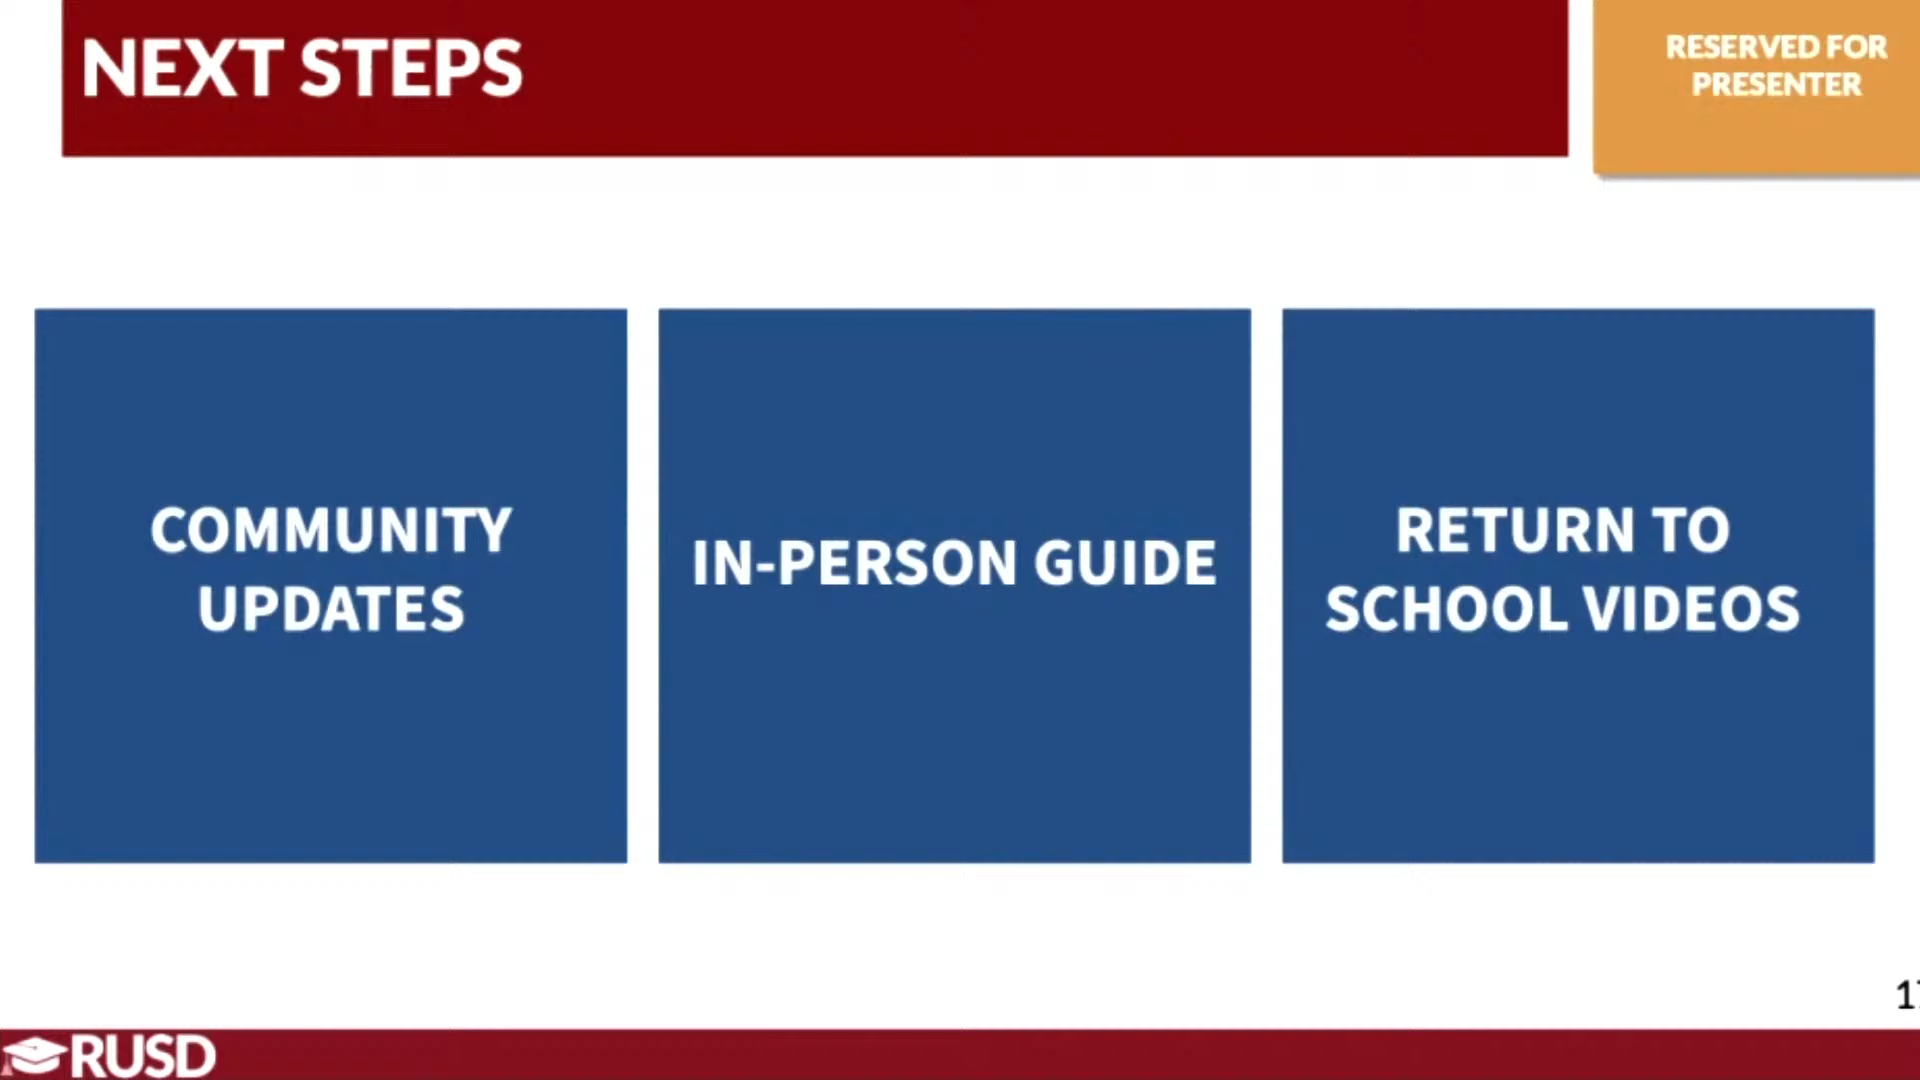 NEXT STEPS
RESERVED FOR
PRESENTER
COMMUNITY
UPDATES
IN-PERSON GUIDE
RETURN TO
SCHOOL VIDEOS
RUSD